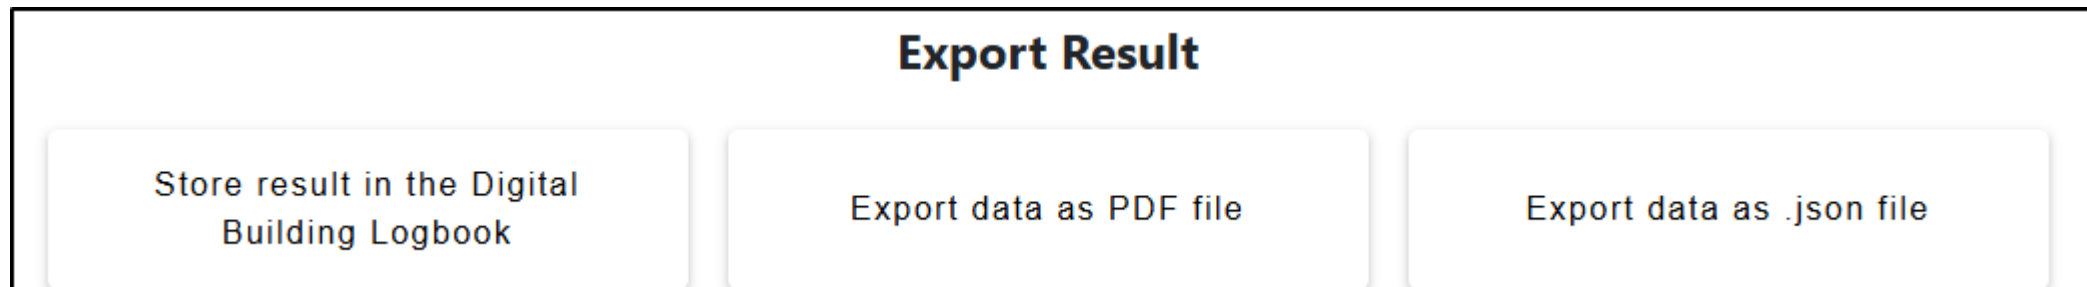 Export Result
Store result in the Digital
Building Logbook
Export data as PDF file
Export data as .json file